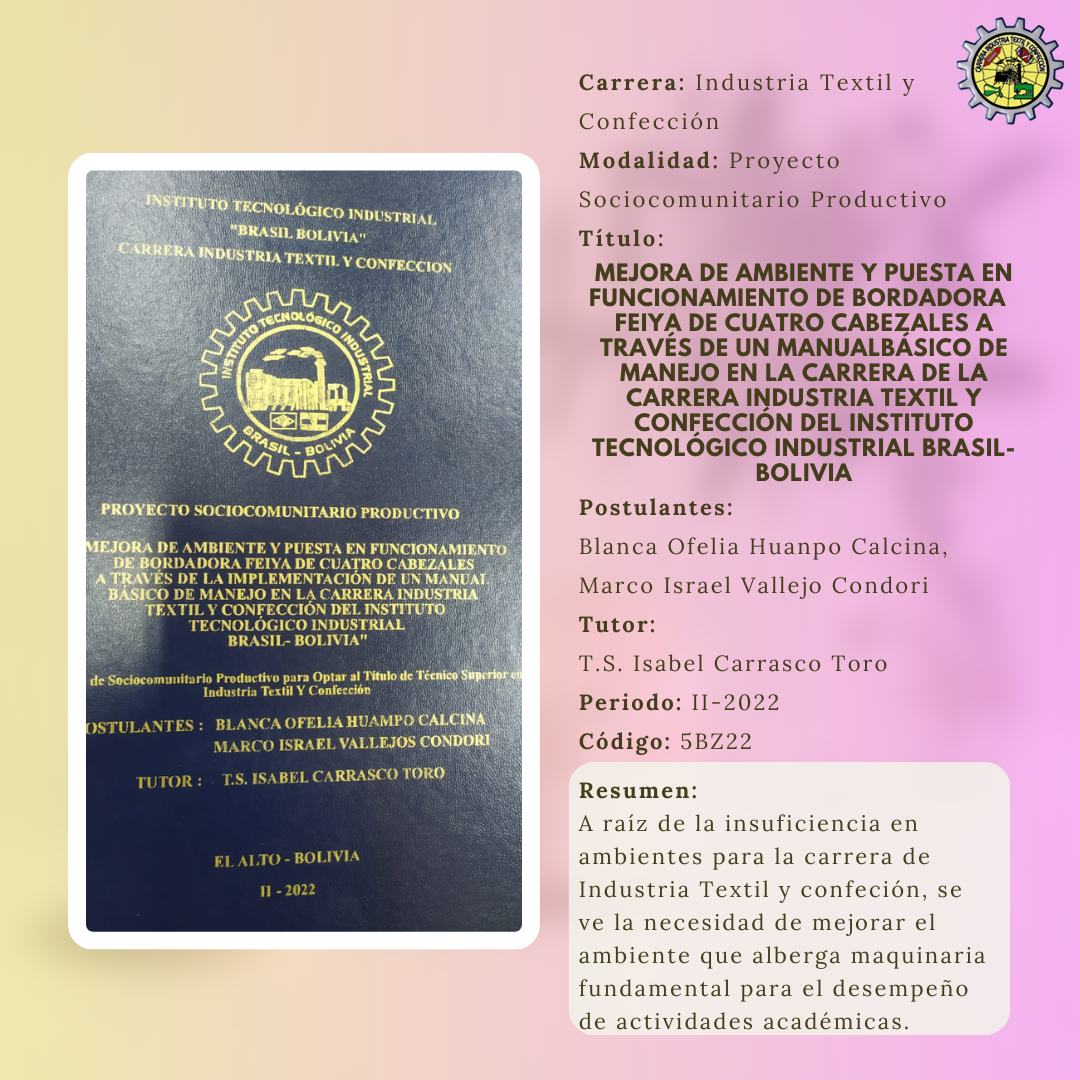 INSTITUTO TECNOLÓGICO INDUSTRIAL
"BRASIL BOLIVIA"
CARRERA INDUSTRIA TEXTIL Y CONFECCION
INSTITUTO TECNOLÓGICO INDUSTRIAL
BRASIL - BOLIVIA
PROYECTO SOCIOCOMUNITARIO PRODUCTIVO
MEJORA DE AMBIENTE Y PUESTA EN FUNCIONAMIENTO
DE BORDADORA FEIYA DE CUATRO CABEZALES
A TRAVÉS DE LA IMPLEMENTACIÓN DE UN MANUAL
BÁSICO DE MANEJO EN LA CARRERA INDUSTRIA
TEXTIL Y CONFECCIÓN DEL INSTITUTO
TECNOLÓGICO INDUSTRIAL
BRASIL- BOLIVIA"
de Sociocomunitario Productivo para Optar al Título de Técnico Superior en
Industria Textil Y Confección
OSTULANTES : BLANCA OFELIA HUAMPO CALCINA
MARCO ISRAEL VALLEJOS CONDORI
TUTOR : T.S. ISABEL CARRASCO TORO
EL ALTO - BOLIVIA
II - 2022
CARRERA INDUSTRIA TEXTIL Y CONFECCIÓN
Carrera: Industria Textil y
Confección
Modalidad: Proyecto
Sociocomunitario Productivo
Título:
MEJORA DE AMBIENTE Y PUESTA EN
FUNCIONAMIENTO DE BORDADORA
FEIYA DE CUATRO CABEZALES A
TRAVÉS DE UN MANUALBÁSICO DE
MANEJO EN LA CARRERA DE LA
CARRERA INDUSTRIA TEXTIL Y
CONFECCIÓN DEL INSTITUTO
TECNOLÓGICO INDUSTRIAL BRASIL-
BOLIVIA
Postulantes:
Blanca Ofelia Huanpo Calcina,
Marco Israel Vallejo Condori
Tutor:
T.S. Isabel Carrasco Toro
Periodo: II-2022
Código: 5BZ22
Resumen:
A raíz de la insuficiencia en
ambientes para la carrera de
Industria Textil y confeción, se
ve la necesidad de mejorar el
ambiente que alberga maquinaria
fundamental para el desempeño
de actividades académicas.